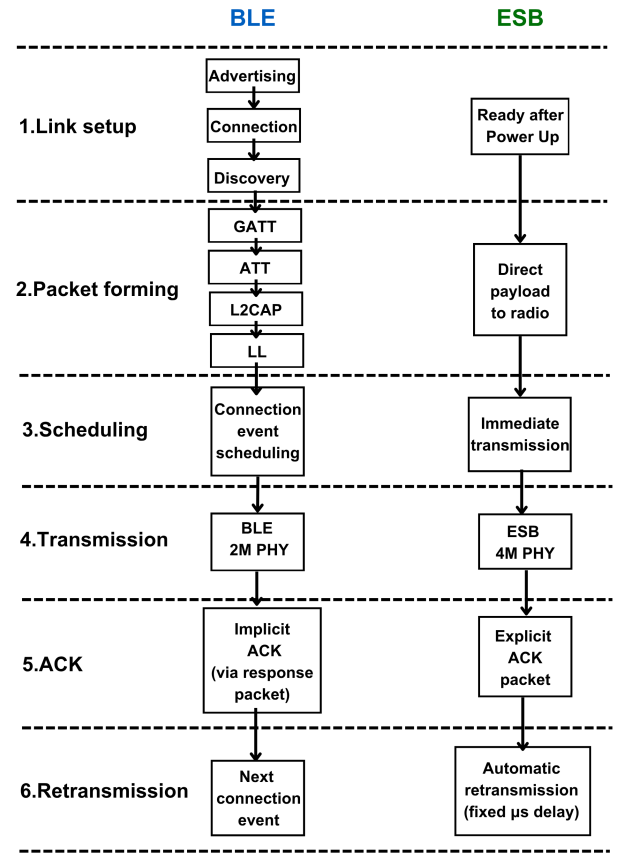 BLE
ESB
1.Link setup
Advertising
Connection
Discovery
Ready after
Power Up
2.Packet forming
GATT
ATT
L2CAP
LL
Direct
payload
to radio
3.Scheduling
Connection
event
scheduling
Immediate
transmission
4.Transmission
BLE
2M PHY
ESB
4M PHY
5.ACK
Implicit
ACK
(via response
packet)
Explicit
ACK
packet
6.Retransmission
Next
connection
event
Automatic
retransmission
(fixed µs delay)